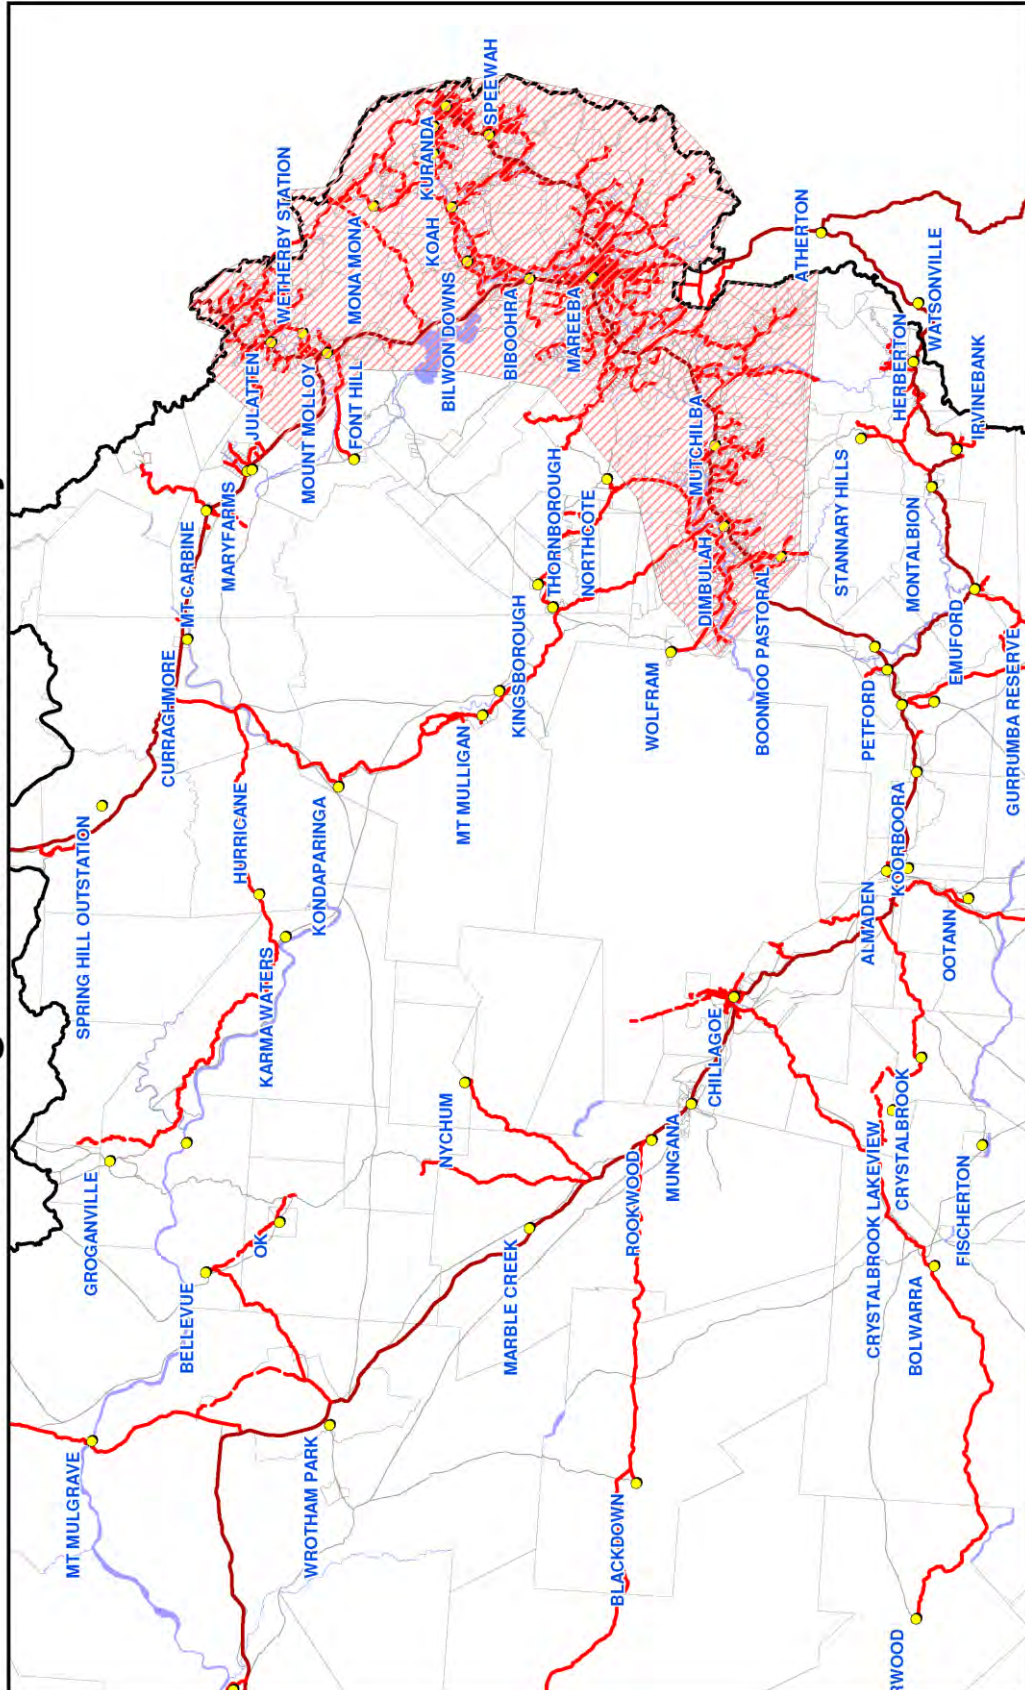 SPEEWAH
KURANDA
WETHERBY STATION
MONA MONA
KOAH
BILWON DOWNS
BIBOOHRA
MAREEBA
ATHERTON
WATSONVILLE
HERBERTON
IRVINEBANK
JULATTEN
MOUNT MOLLOY
FONT HILL
MUTCHILBA
STANNARY HILLS
MONTALBION
MARYFARMS
MT CARBINE
THORNBOROUGH
NORTHCOTE
DIMBULAH
BOONMOO PASTORAL
EMUFORD
GURRUMBA RESERVE
CURRAGHMORE
KINGSBOROUGH
WOLFRAM
PETFORD
MT MULLIGAN
HURRICANE
KONDAPARINGA
SPRING HILL OUTSTATION
KOORBOORA
ALMADEN
OOTANN
KARMA WATERS
CHILLAGOE
NYCHUM
MUNGANA
ROOKWOOD
CRYSTALBROOK
CRYSTALBROOK LAKEVIEW
FISCHERTON
GROGANVILLE
OK
BELLEVUE
MARBLE CREEK
BOLWARRA
MT MULGRAVE
WROTHAM PARK
BLACKDOWN
RWOOD